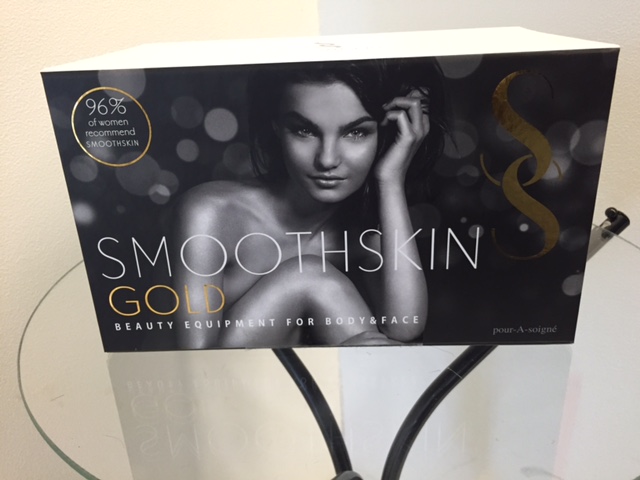 96%
of women
recommend
SMOOTHSKIN
SMOOTHSKIN
GOLD
BEAUTY EQUIPMENT FOR BODY&FACE
pour-A-soigné